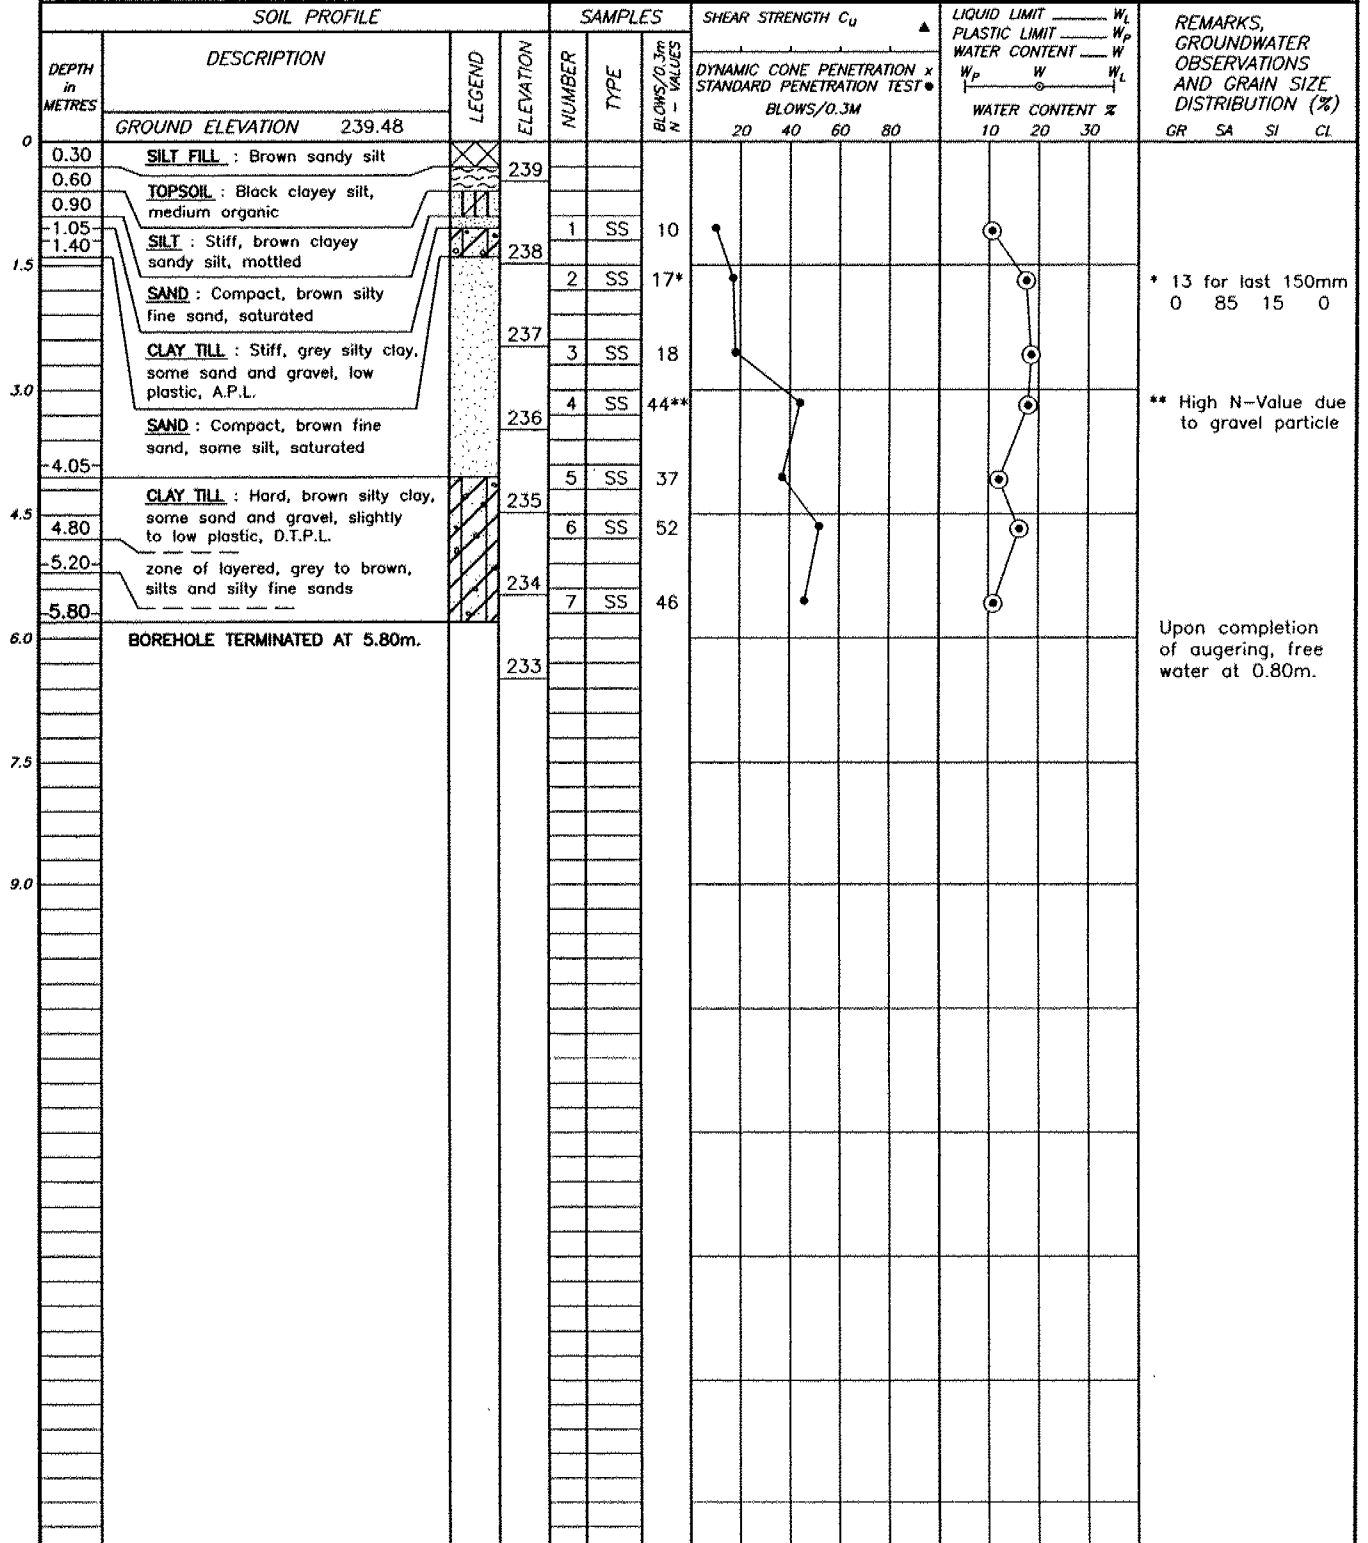 SOIL PROFILE
SAMPLES
SHEAR STRENGTH Cu ▲
LIQUID LIMIT ____ WL
PLASTIC LIMIT ____ WP
WATER CONTENT ____ W
REMARKS,
GROUNDWATER
OBSERVATIONS
AND GRAIN SIZE
DISTRIBUTION (%)
GR SA SI CL
DEPTH
in
METRES
DESCRIPTION
LEGEND
ELEVATION
NUMBER
TYPE
BLOWS/0.3m
N - VALUES
DYNAMIC CONE PENETRATION x
STANDARD PENETRATION TEST ●
BLOWS/0.3M
20 40 60 80
WP W WL
WATER CONTENT %
10 20 30
GROUND ELEVATION 239.48
0
0.30 SILT FILL : Brown sandy silt
239
0.60 TOPSOIL : Black clayey silt,
medium organic
0.90
1.05
1 SS 10
1.40 SILT : Stiff, brown clayey
sandy silt, mottled
238
1.5
2 SS 17*
* 13 for last 150mm
0 85 15 0
SAND : Compact, brown silty
fine sand, saturated
237
CLAY TILL : Stiff, grey silty clay,
some sand and gravel, low
plastic, A.P.L.
3 SS 18
3.0
4 SS 44**
** High N-Value due
to gravel particle
236
SAND : Compact, brown fine
sand, some silt, saturated
4.05
5 SS 37
CLAY TILL : Hard, brown silty clay,
some sand and gravel, slightly
to low plastic, D.T.P.L.
235
4.5
4.80
6 SS 52
5.20
zone of layered, grey to brown,
silts and silty fine sands
234
5.80
7 SS 46
6.0
BOREHOLE TERMINATED AT 5.80m.
Upon completion
of augering, free
water at 0.80m.
233
7.5
9.0